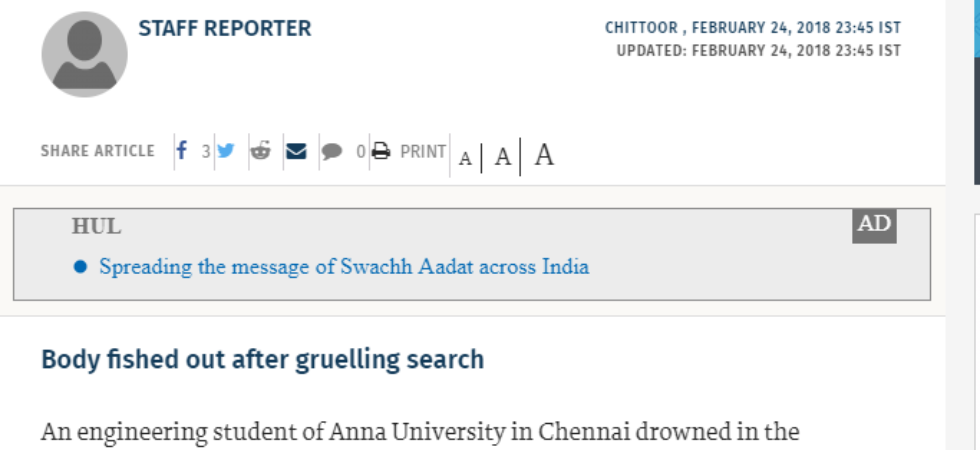 STAFF REPORTER
CHITTOOR , FEBRUARY 24, 2018 23:45 IST
UPDATED: FEBRUARY 24, 2018 23:45 IST
SHARE ARTICLE 3 0 PRINT A A A
HUL
AD
Spreading the message of Swachh Aadat across India
Body fished out after gruelling search
An engineering student of Anna University in Chennai drowned in the